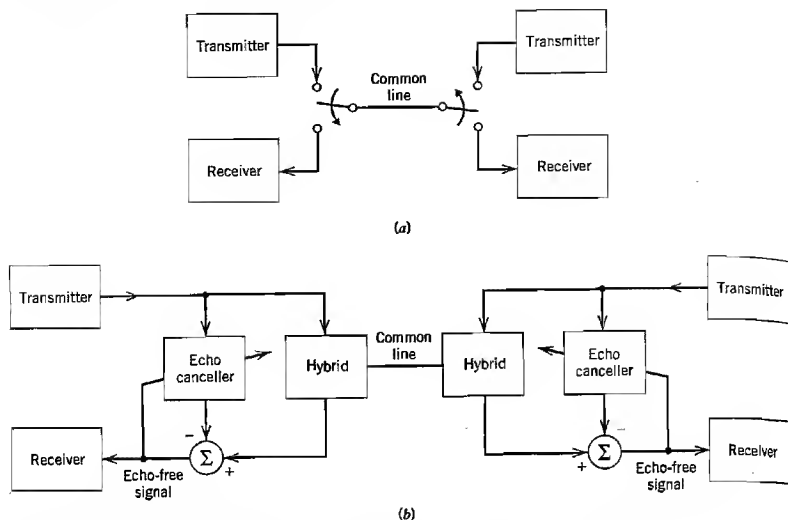 Transmitter
Transmitter
Common
line
Receiver
Receiver
(a)
Transmitter
Transmitter
Echo
canceller
Hybrid
Common
line
Hybrid
Echo
canceller
Receiver
Echo-free
signal
−
Σ
+
+
Σ
−
Echo-free
signal
Receiver
(b)